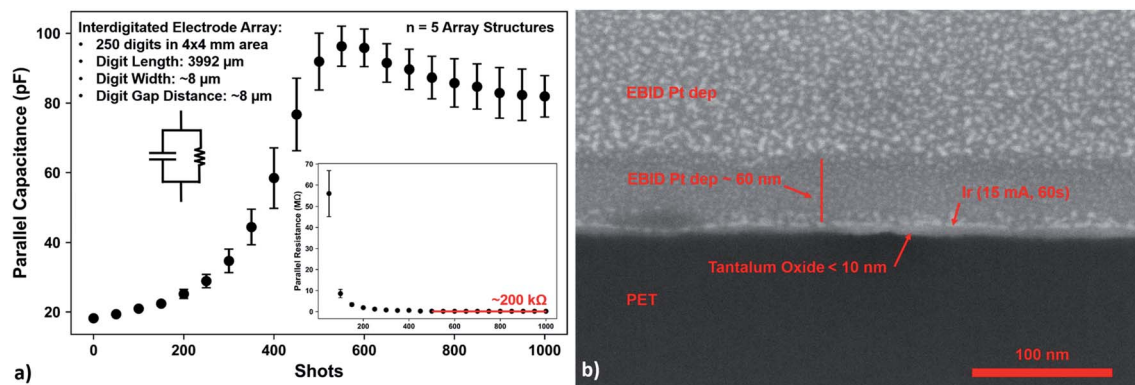 Interdigitated Electrode Array:
• 250 digits in 4x4 mm area
• Digit Length: 3992 µm
• Digit Width: ~8 µm
• Digit Gap Distance: ~8 µm
n = 5 Array Structures
Parallel Capacitance (pF)
100
80
60
40
20
0
200
400
600
800
1000
Shots
Parallel Resistance (MΩ)
70
60
50
40
30
20
10
0
200
400
600
800
1000
~200 kΩ
a)
EBID Pt dep
EBID Pt dep ~ 60 nm
Ir (15 mA, 60s)
Tantalum Oxide < 10 nm
PET
100 nm
b)